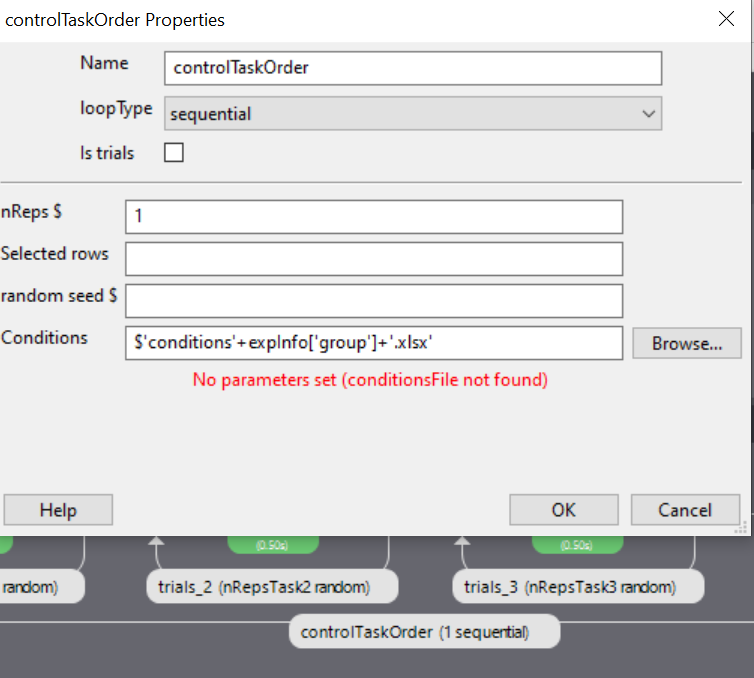 controlTaskOrder Properties
Name
controlTaskOrder
loopType
sequential
Is trials
nReps $
1
Selected rows
random seed $
Conditions
$'conditions'+expInfo['group']+'.xlsx'
Browse...
No parameters set (conditionsFile not found)
Help
OK
Cancel
(0.50s)
(0.50s)
random)
trials_2 (nRepsTask2 random)
trials_3 (nRepsTask3 random)
controlTaskOrder (1 sequential)